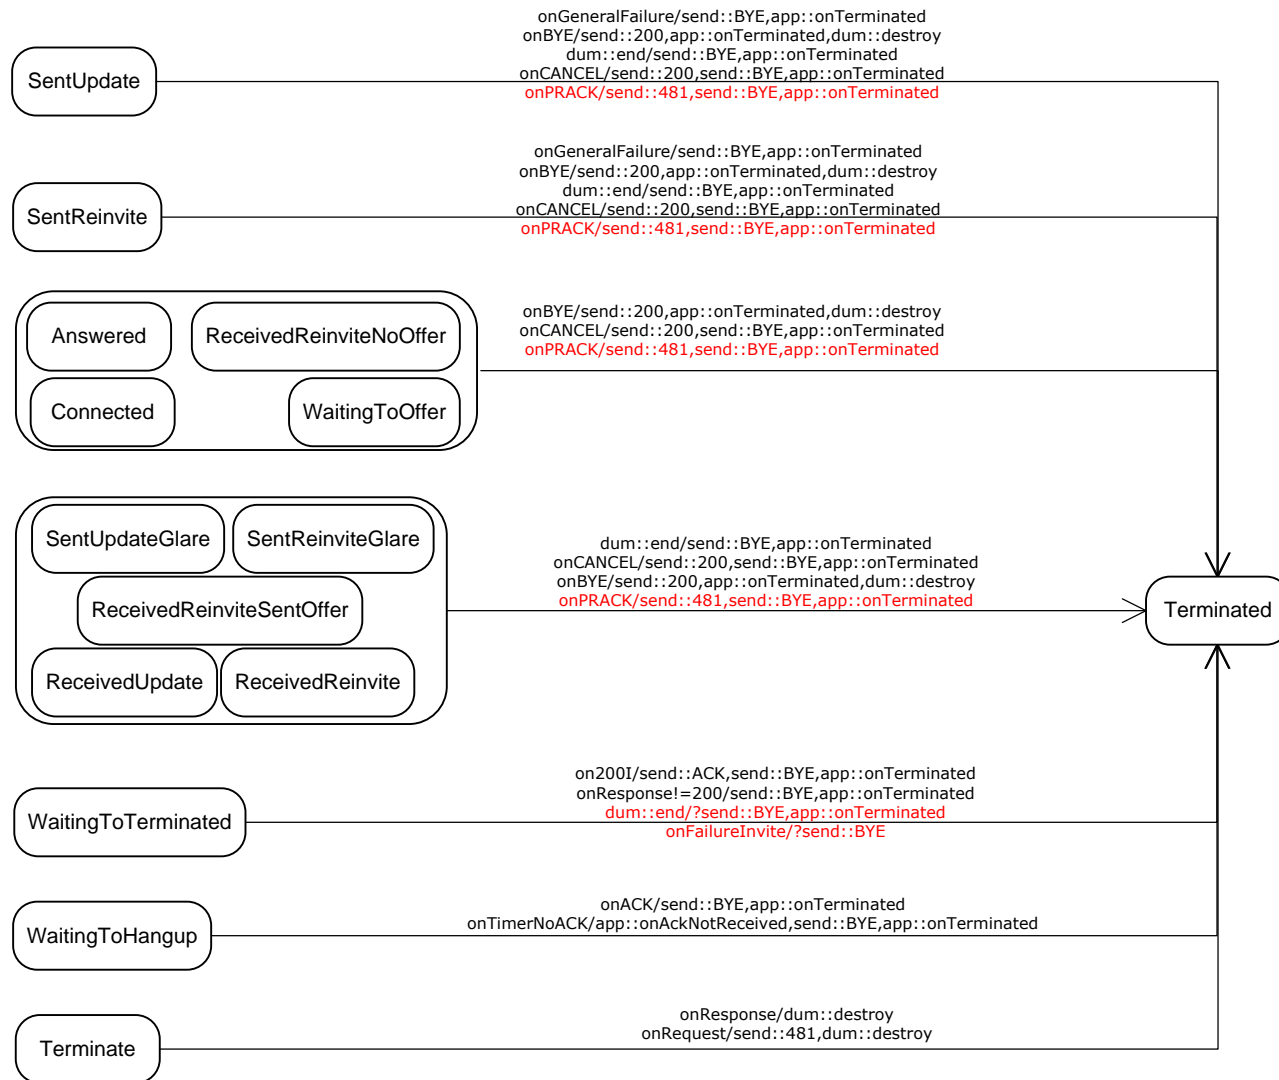 onGeneralFailure/send::BYE,app::onTerminated
onBYE/send::200,app::onTerminated,dum::destroy
dum::end/send::BYE,app::onTerminated
onCANCEL/send::200,send::BYE,app::onTerminated
onPRACK/send::481,send::BYE,app::onTerminated
SentUpdate
onGeneralFailure/send::BYE,app::onTerminated
onBYE/send::200,app::onTerminated,dum::destroy
dum::end/send::BYE,app::onTerminated
onCANCEL/send::200,send::BYE,app::onTerminated
onPRACK/send::481,send::BYE,app::onTerminated
SentReinvite
onBYE/send::200,app::onTerminated,dum::destroy
onCANCEL/send::200,send::BYE,app::onTerminated
onPRACK/send::481,send::BYE,app::onTerminated
Answered
ReceivedReinviteNoOffer
Connected
WaitingToOffer
SentUpdateGlare
SentReinviteGlare
ReceivedReinviteSentOffer
ReceivedUpdate
ReceivedReinvite
dum::end/send::BYE,app::onTerminated
onCANCEL/send::200,send::BYE,app::onTerminated
onBYE/send::200,app::onTerminated,dum::destroy
onPRACK/send::481,send::BYE,app::onTerminated
Terminated
on200I/send::ACK,send::BYE,app::onTerminated
onResponse!=200/send::BYE,app::onTerminated
dum::end/?send::BYE,app::onTerminated
onFailureInvite/?send::BYE
WaitingToTerminated
onACK/send::BYE,app::onTerminated
onTimerNoACK/app::onAckNotReceived,send::BYE,app::onTerminated
WaitingToHangup
onResponse/dum::destroy
onRequest/send::481,dum::destroy
Terminate